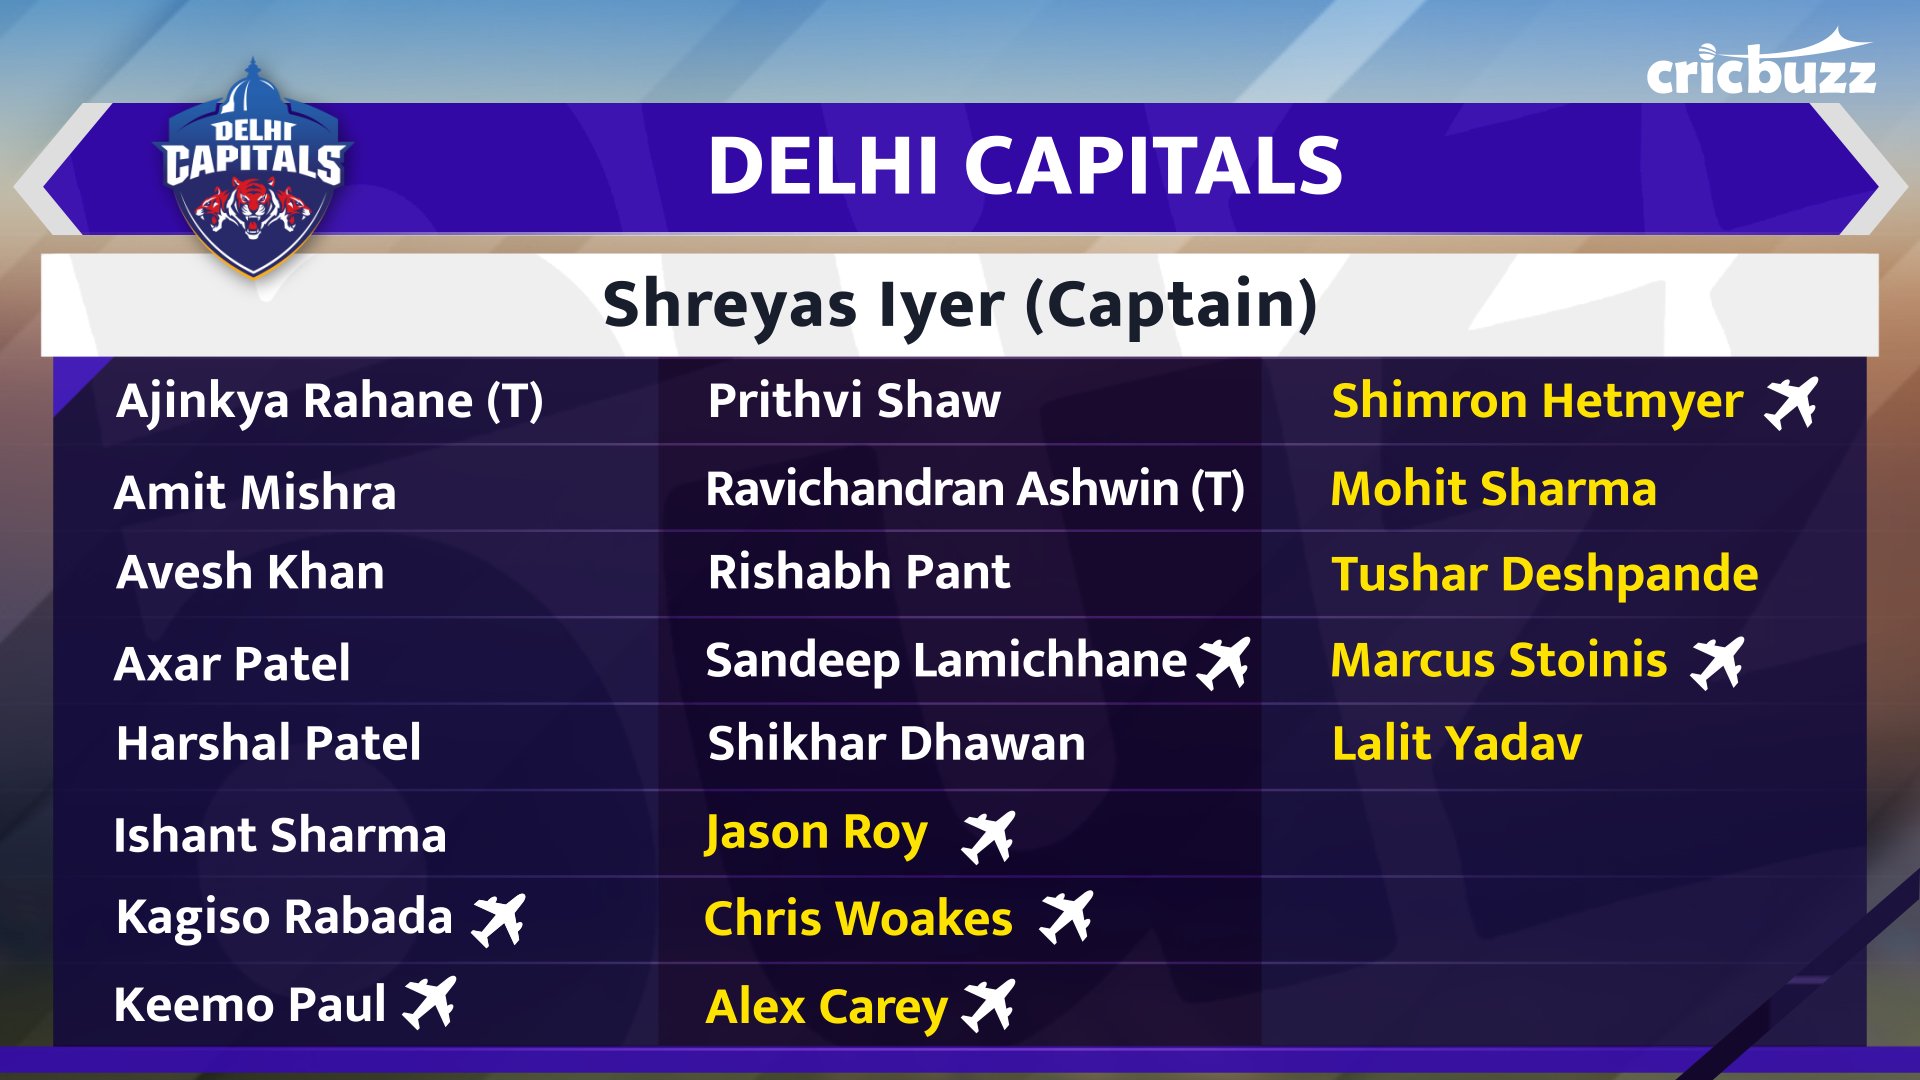 cricbuzz
DELHI
CAPITALS
DELHI CAPITALS
Shreyas Iyer (Captain)
Ajinkya Rahane (T)
Amit Mishra
Avesh Khan
Axar Patel
Harshal Patel
Ishant Sharma
Kagiso Rabada
Keemo Paul
Prithvi Shaw
Ravichandran Ashwin (T)
Rishabh Pant
Sandeep Lamichhane
Shikhar Dhawan
Jason Roy
Chris Woakes
Alex Carey
Shimron Hetmyer
Mohit Sharma
Tushar Deshpande
Marcus Stoinis
Lalit Yadav